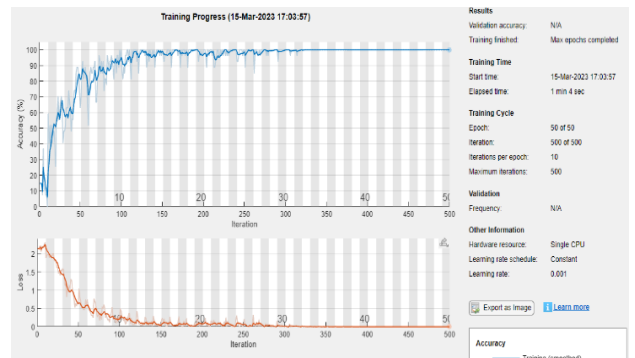 Training Progress (15-Mar-2023 17:03:57)
100
90
80
70
60
50
40
30
20
10
0
Accuracy (%)
10
20
30
40
50
0
50
100
150
200
250
300
350
400
450
500
Iteration
2
1.5
1
0.5
0
Loss
10
20
30
40
50
0
50
100
150
200
250
300
350
400
450
500
Iteration
Results
Validation accuracy: N/A
Training finished: Max epochs completed
Training Time
Start time: 15-Mar-2023 17:03:57
Elapsed time: 1 min 4 sec
Training Cycle
Epoch: 50 of 50
Iteration: 500 of 500
Iterations per epoch: 10
Maximum iterations: 500
Validation
Frequency: N/A
Other Information
Hardware resource: Single CPU
Learning rate schedule: Constant
Learning rate: 0.001
Export as Image
Learn more
Accuracy
Training (smoothed)